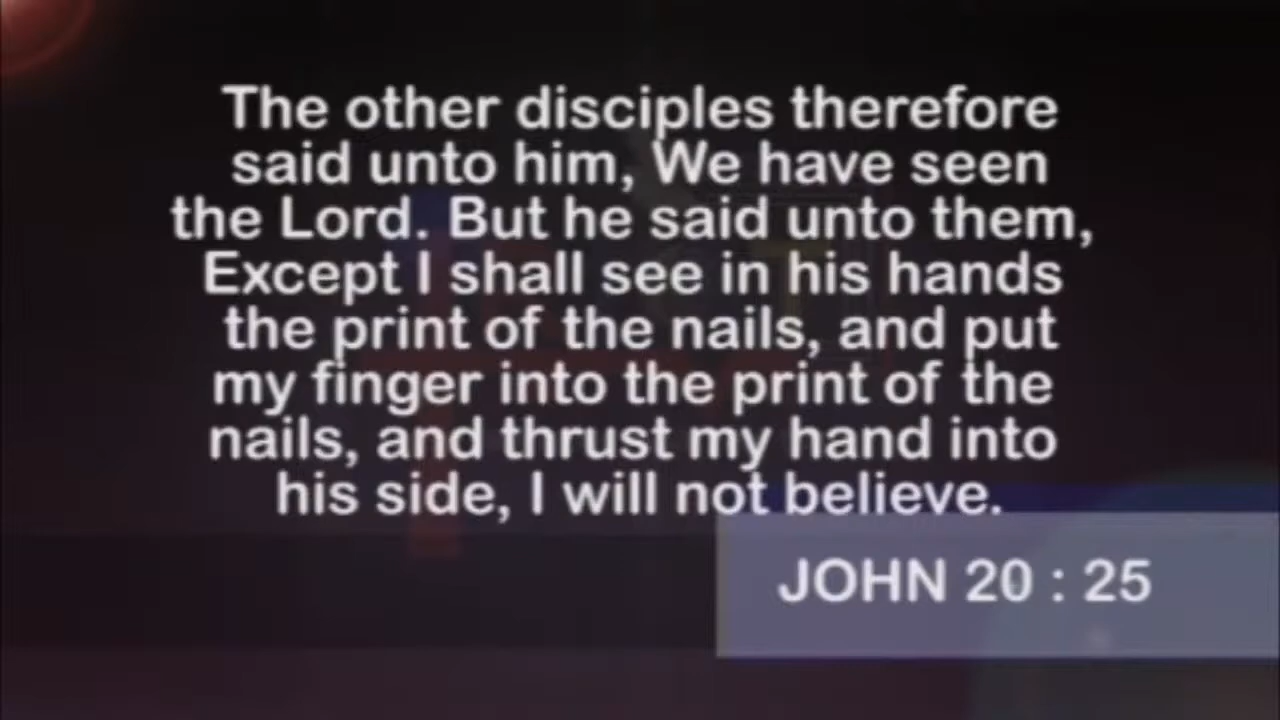 The other disciples therefore
said unto him, We have seen
the Lord. But he said unto them,
Except I shall see in his hands
the print of the nails, and put
my finger into the print of the
nails, and thrust my hand into
his side, I will not believe.
JOHN 20 : 25